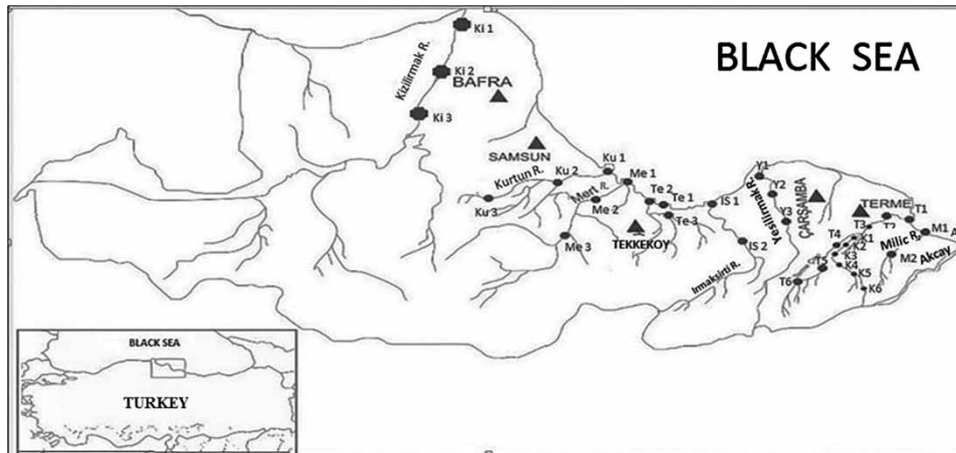 Ki 1
BLACK SEA
Kizilirmak R.
Ki 2
BAFRA
Ki 3
SAMSUN
Ku 1
Kurtun R.
Ku 2
Me 1
Y1
Ku 3
Mert R.
Me 2
Te 2
Te 1
IS 1
Y2
Yesilirmak R.
ÇARŞAMBA
TERME
T1
Y3
Te 3
T2
T3
M1
A
Me 3
TEKKEKOY
IS 2
T4
K1
K2
Milic R.
K3
M2
Akcay
K4
T5
K5
Irmaksirti R.
T6
K6
BLACK SEA
TURKEY